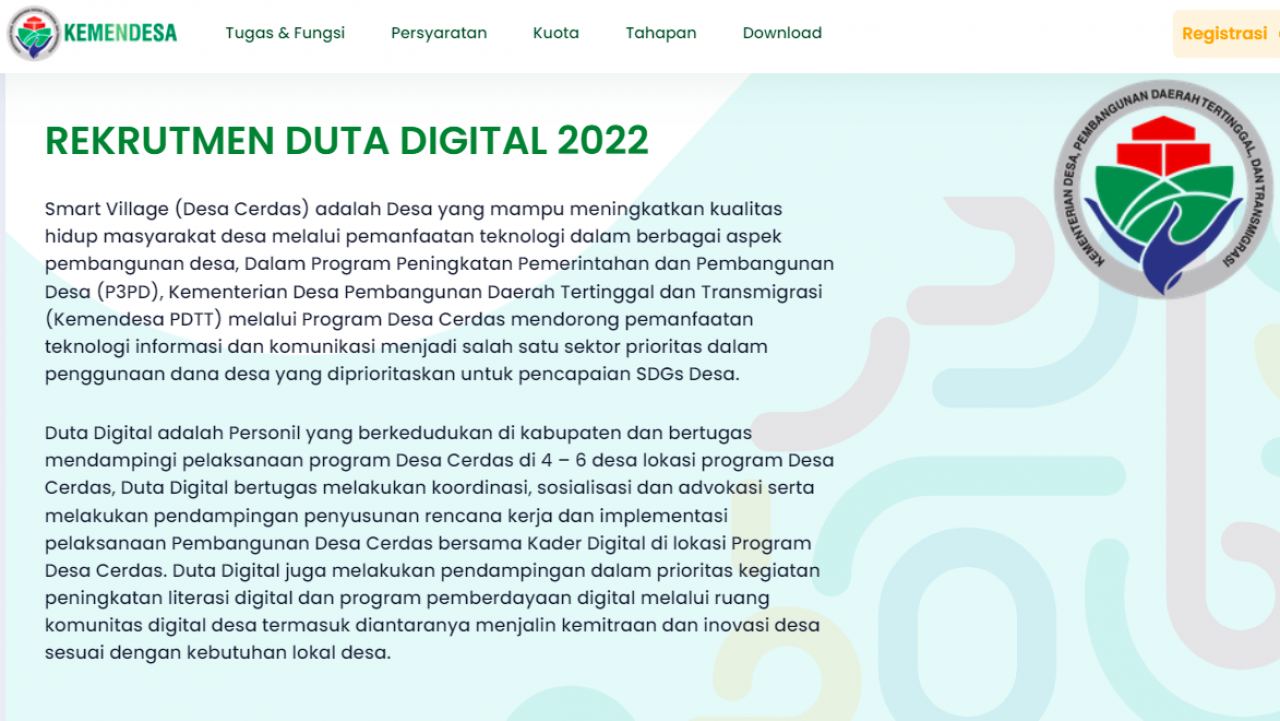 KEMENDESA
Tugas & Fungsi
Persyaratan
Kuota
Tahapan
Download
Registrasi
KEMENTERIAN DESA, PEMBANGUNAN DAERAH TERTINGGAL, DAN TRANSMIGRASI
REKRUTMEN DUTA DIGITAL 2022
Smart Village (Desa Cerdas) adalah Desa yang mampu meningkatkan kualitas
hidup masyarakat desa melalui pemanfaatan teknologi dalam berbagai aspek
pembangunan desa, Dalam Program Peningkatan Pemerintahan dan Pembangunan
Desa (P3PD), Kementerian Desa Pembangunan Daerah Tertinggal dan Transmigrasi
(Kemendesa PDTT) melalui Program Desa Cerdas mendorong pemanfaatan
teknologi informasi dan komunikasi menjadi salah satu sektor prioritas dalam
penggunaan dana desa yang diprioritaskan untuk pencapaian SDGs Desa.
Duta Digital adalah Personil yang berkedudukan di kabupaten dan bertugas
mendampingi pelaksanaan program Desa Cerdas di 4 – 6 desa lokasi program Desa
Cerdas, Duta Digital bertugas melakukan koordinasi, sosialisasi dan advokasi serta
melakukan pendampingan penyusunan rencana kerja dan implementasi
pelaksanaan Pembangunan Desa Cerdas bersama Kader Digital di lokasi Program
Desa Cerdas. Duta Digital juga melakukan pendampingan dalam prioritas kegiatan
peningkatan literasi digital dan program pemberdayaan digital melalui ruang
komunitas digital desa termasuk diantaranya menjalin kemitraan dan inovasi desa
sesuai dengan kebutuhan lokal desa.